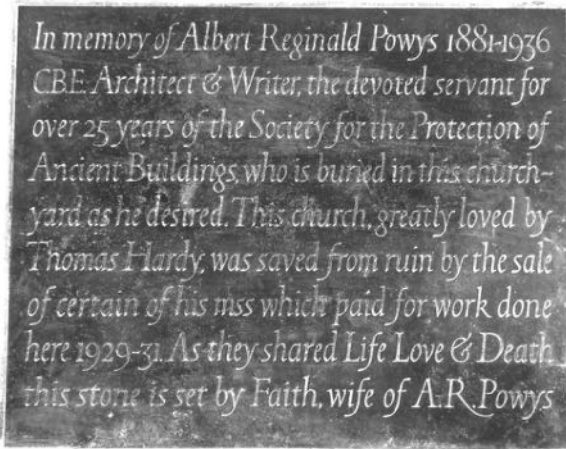 In memory of Albert Reginald Powys 1881-1936
C.B.E. Architect & Writer, the devoted servant for
over 25 years of the Society for the Protection of
Ancient Buildings, who is buried in this church-
yard as he desired. This church, greatly loved by
Thomas Hardy, was saved from ruin by the sale
of certain of his mss which paid for work done
here 1929-31. As they shared Life Love & Death
this stone is set by Faith, wife of A.R. Powys